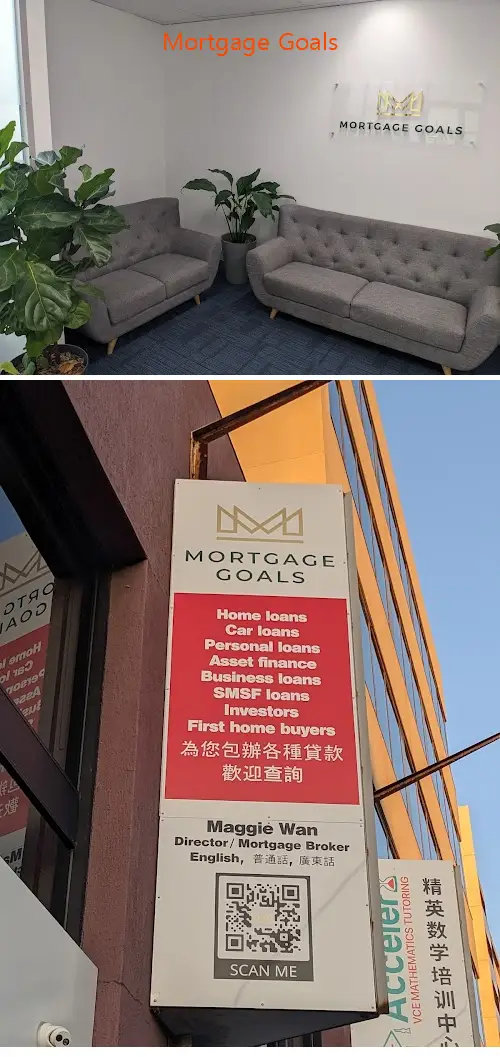 Mortgage Goals
MORTGAGE GOALS
MORTGAGE
GOALS
Home loans
Car loans
Personal loans
Asset finance
Business loans
SMSF loans
Investors
First home buyers
為您包辦各種貸款
歡迎查詢
Maggie Wan
Director / Mortgage Broker
English, 普通話, 廣東話
SCAN ME
Acceler
VCE MATHEMATICS TUTORING
精英数学培训中心